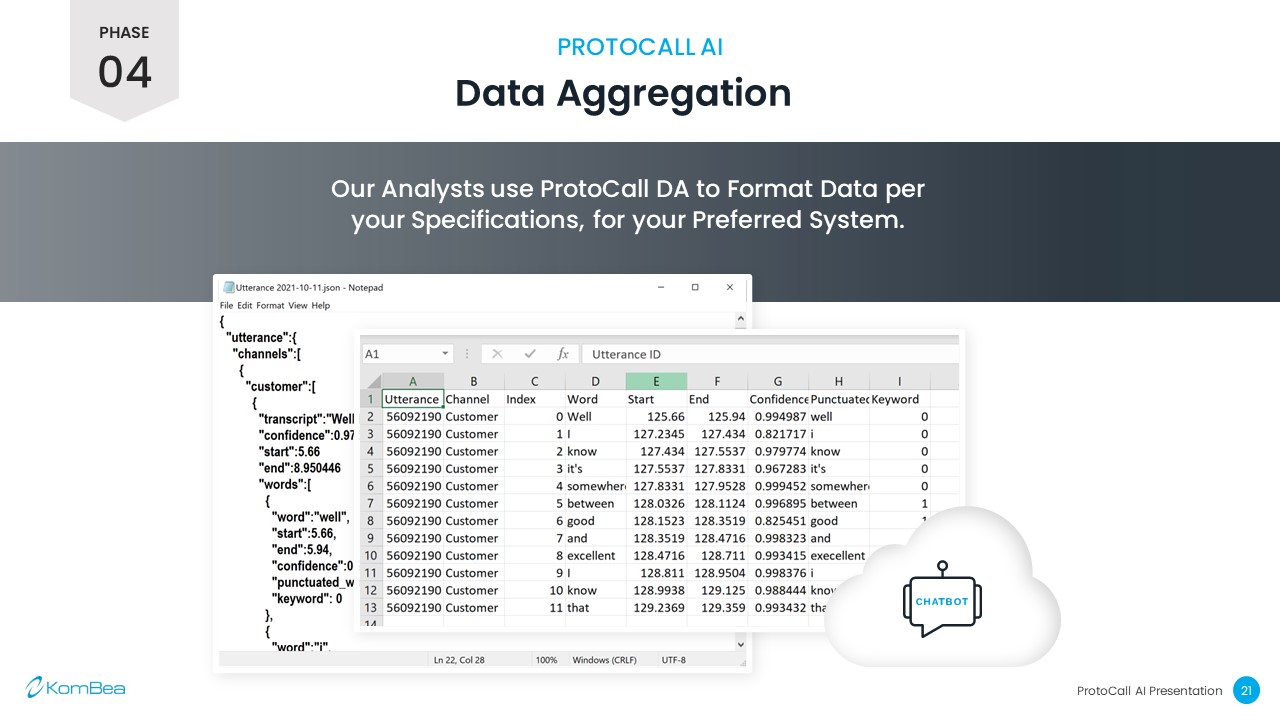 PHASE
04
PROTOCALL AI
Data Aggregation
Our Analysts use ProtoCall DA to Format Data per
your Specifications, for your Preferred System.
Utterance 2021-10-11.json - Notepad
File Edit Format View Help
{
"utterance":{
"channels":[
{
"customer":[
{
"transcript":"Well
"confidence":0.97
"start":5.66
"end":8.950446
"words":[
{
"word":"well",
"start":5.66,
"end":5.94,
"confidence":0
"punctuated_w
"keyword": 0
},
{
"word":"i",
Ln 22, Col 28 100% Windows (CRLF) UTF-8
A1 fx Utterance ID
A B C D E F G H I
1 Utterance Channel Index Word Start End Confidence Punctuated Keyword
2 56092190 Customer 0 Well 125.66 125.94 0.994987 well 0
3 56092190 Customer 1 I 127.2345 127.434 0.821717 i 0
4 56092190 Customer 2 know 127.434 127.5537 0.979774 know 0
5 56092190 Customer 3 it's 127.5537 127.8331 0.967283 it's 0
6 56092190 Customer 4 somewher 127.8331 127.9528 0.999452 somewher 0
7 56092190 Customer 5 between 128.0326 128.1124 0.996895 between 1
8 56092190 Customer 6 good 128.1523 128.3519 0.825451 good 1
9 56092190 Customer 7 and 128.3519 128.4716 0.998323 and
10 56092190 Customer 8 excellent 128.4716 128.711 0.993415 execellent
11 56092190 Customer 9 I 128.811 128.9504 0.998376 i
12 56092190 Customer 10 know 128.9938 129.125 0.988444 know
13 56092190 Customer 11 that 129.2369 129.359 0.993432 tha
14
CHATBOT
KomBea
ProtoCall AI Presentation 21